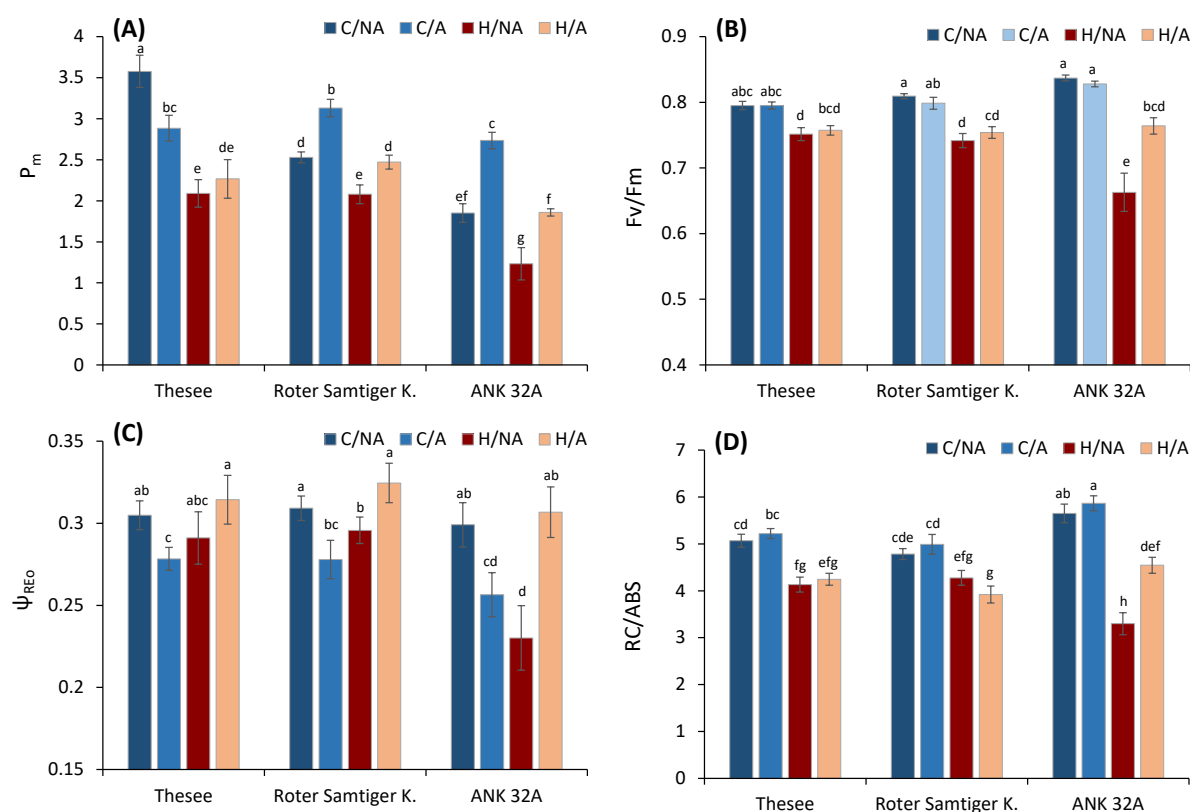 (A)
C/NA C/A H/NA H/A
P_m
4
3.5
3
2.5
2
1.5
1
0.5
0
a bc e de
d b e d
ef c g f
Thesee Roter Samtiger K. ANK 32A
(B)
C/NA C/A H/NA H/A
Fv/Fm
0.9
0.8
0.7
0.6
0.5
0.4
abc abc d bcd
a ab d cd
a a e bcd
Thesee Roter Samtiger K. ANK 32A
(C)
C/NA C/A H/NA H/A
ψ_REo
0.35
0.3
0.25
0.2
0.15
ab c abc a
a bc b a
ab cd d ab
Thesee Roter Samtiger K. ANK 32A
(D)
C/NA C/A H/NA H/A
RC/ABS
7
6
5
4
3
2
1
0
cd bc fg efg
cde cd efg g
ab a h def
Thesee Roter Samtiger K. ANK 32A